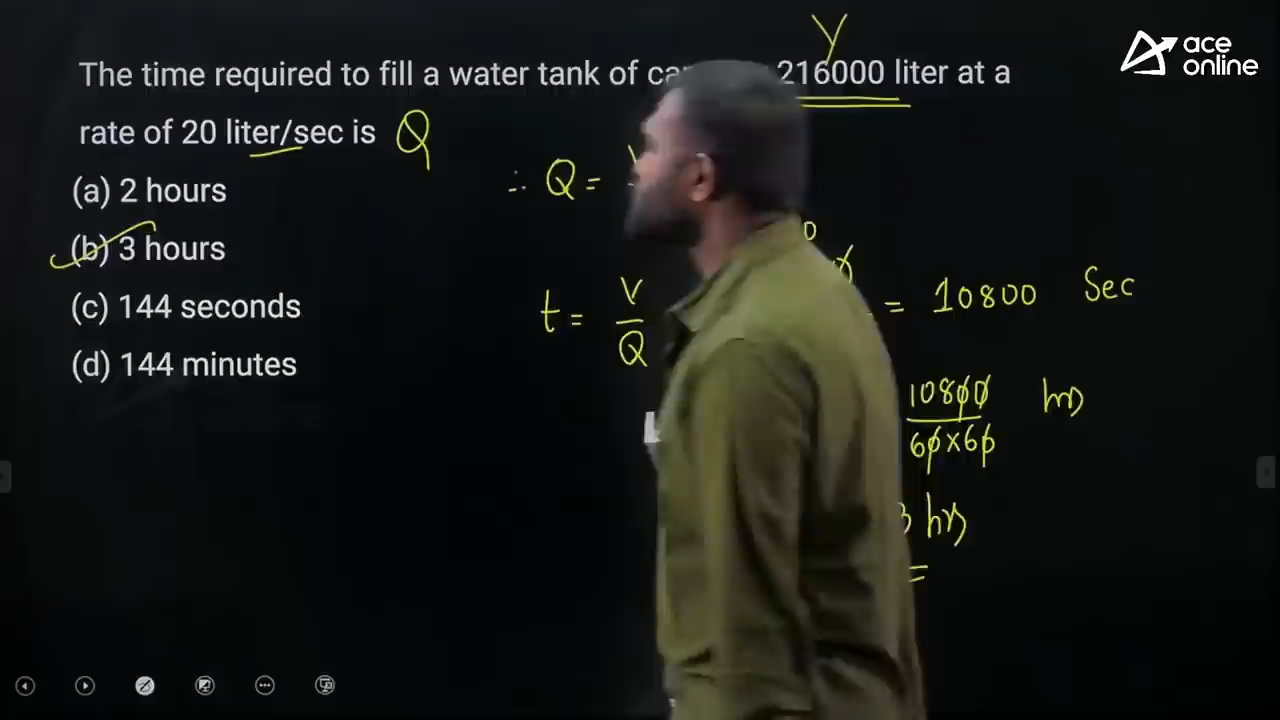 The time required to fill a water tank of 216000 liter at a
rate of 20 liter/sec is Q
(a) 2 hours
(b) 3 hours
(c) 144 seconds
(d) 144 minutes
V
∴ Q =
t = V/Q
= 10800 Sec
10800/60×60 hrs
3 hrs
=
ace
online